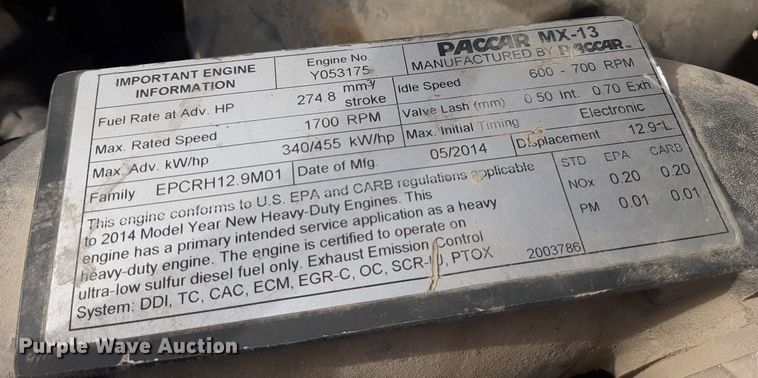 IMPORTANT ENGINE INFORMATION
Engine No. Y053175
PACCAR MX-13
MANUFACTURED BY PACCAR
Fuel Rate at Adv. HP 274.8 mm³/stroke
Idle Speed 600 - 700 RPM
Max. Rated Speed 1700 RPM
Valve Lash (mm) 0.50 Int. 0.70 Exh.
Max. Adv. kW/hp 340/455 kW/hp
Max. Initial Timing Electronic
Family EPCRH12.9M01
Date of Mfg. 05/2014
Displacement 12.9 L
This engine conforms to U.S. EPA and CARB regulations applicable
to 2014 Model Year New Heavy-Duty Engines. This
engine has a primary intended service application as a heavy
heavy-duty engine. The engine is certified to operate on
ultra-low sulfur diesel fuel only. Exhaust Emission Control
System: DDI, TC, CAC, ECM, EGR-C, OC, SCR-U, PTOX
STD EPA CARB
NOx 0.20 0.20
PM 0.01 0.01
2003786
Purple Wave Auction